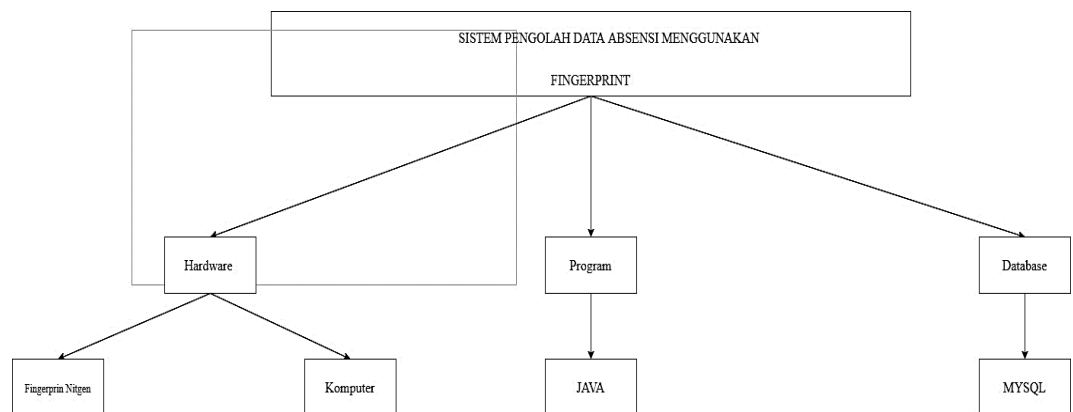 SISTEM PENGOLAH DATA ABSENSI MENGGUNAKAN
FINGERPRINT
Hardware
Program
Database
Fingerprin Nitgen
Komputer
JAVA
MYSQL